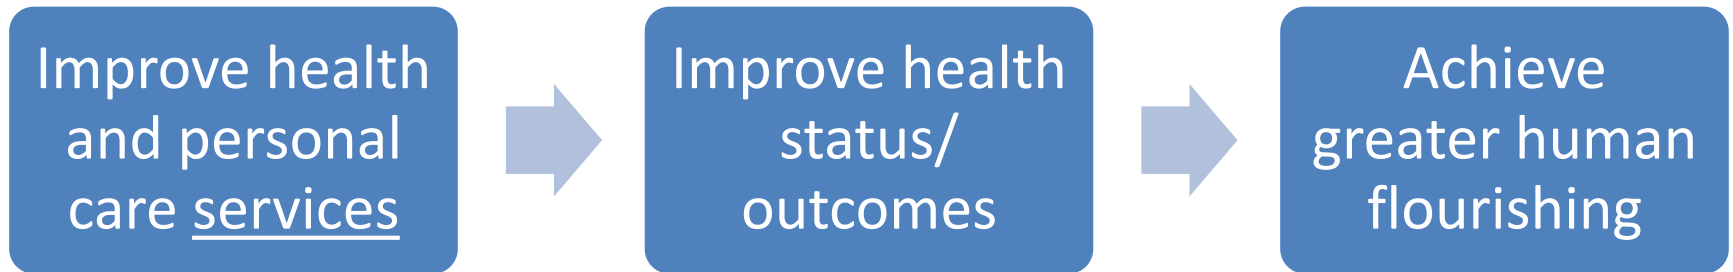 Improve health
and personal
care services
Improve health
status/
outcomes
Achieve
greater human
flourishing